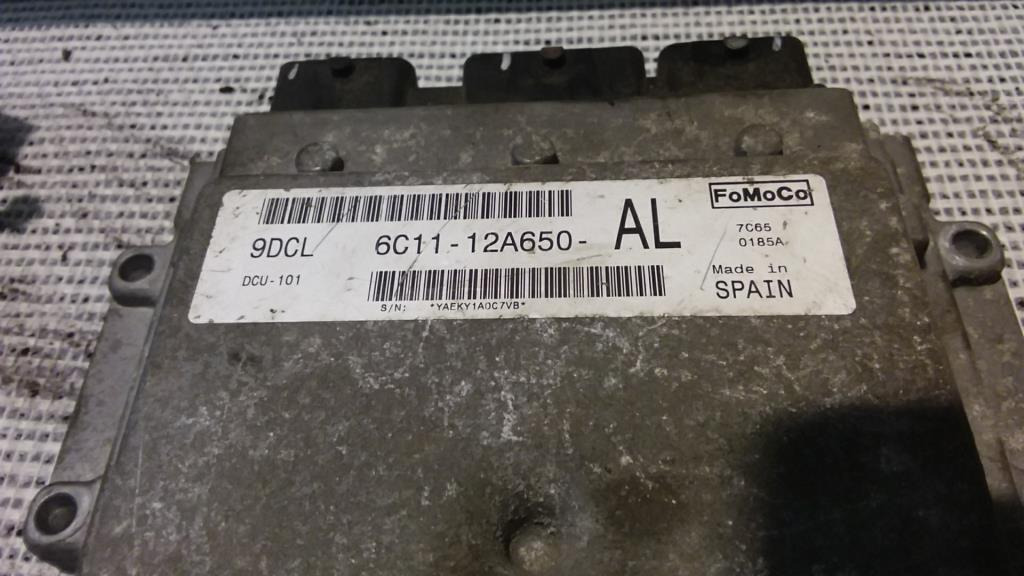 FoMoCo
9DCL 6C11-12A650- AL
7C65
0185A
DCU-101
Made in
SPAIN
S/N: *YAEKY1A0C7VB*